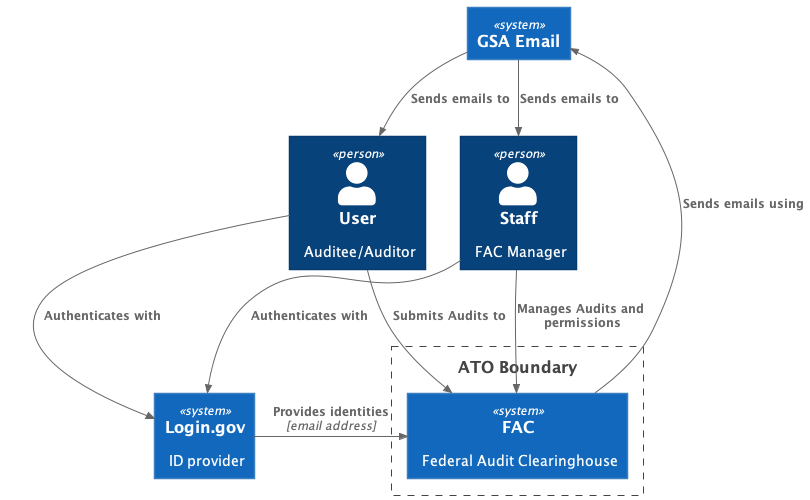 «system»
GSA Email
Sends emails to
Sends emails to
«person»
User
Auditee/Auditor
«person»
Staff
FAC Manager
Sends emails using
Authenticates with
Authenticates with
Submits Audits to
Manages Audits and
permissions
ATO Boundary
«system»
Login.gov
ID provider
Provides identities
[email address]
«system»
FAC
Federal Audit Clearinghouse